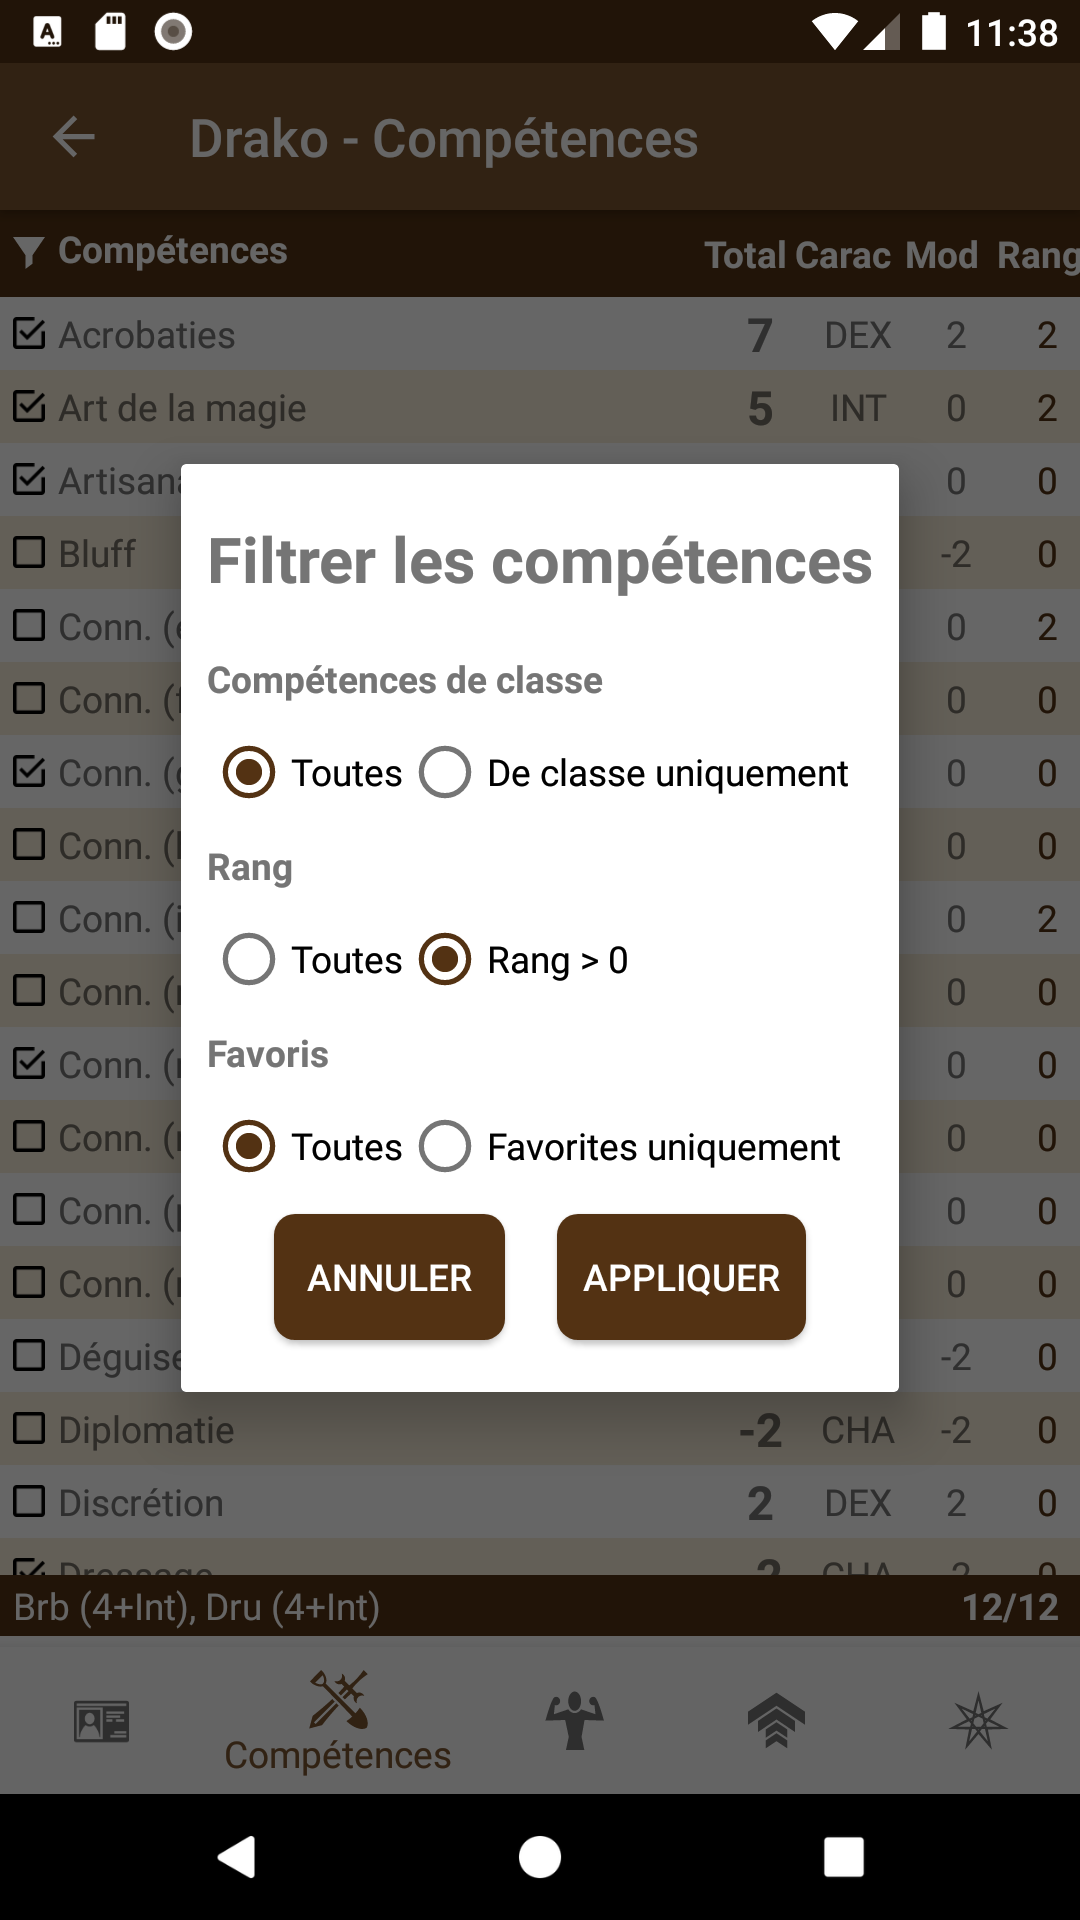 11:38
Drako - Compétences
Compétences Total Carac Mod Rang
Acrobaties 7 DEX 2 2
Art de la magie 5 INT 0 2
0 0
Bluff -2 0
Conn. 0 2
Conn. 0 0
Conn. 0 0
Conn. 0 0
Conn. 0 2
Conn. 0 0
Conn. 0 0
Conn. 0 0
Conn. 0 0
Conn. 0 0
-2 0
Diplomatie -2 CHA -2 0
Discrétion 2 DEX 2 0
Filtrer les compétences
Compétences de classe
Toutes De classe uniquement
Rang
Toutes Rang > 0
Favoris
Toutes Favorites uniquement
ANNULER APPLIQUER
Brb (4+Int), Dru (4+Int) 12/12
Compétences